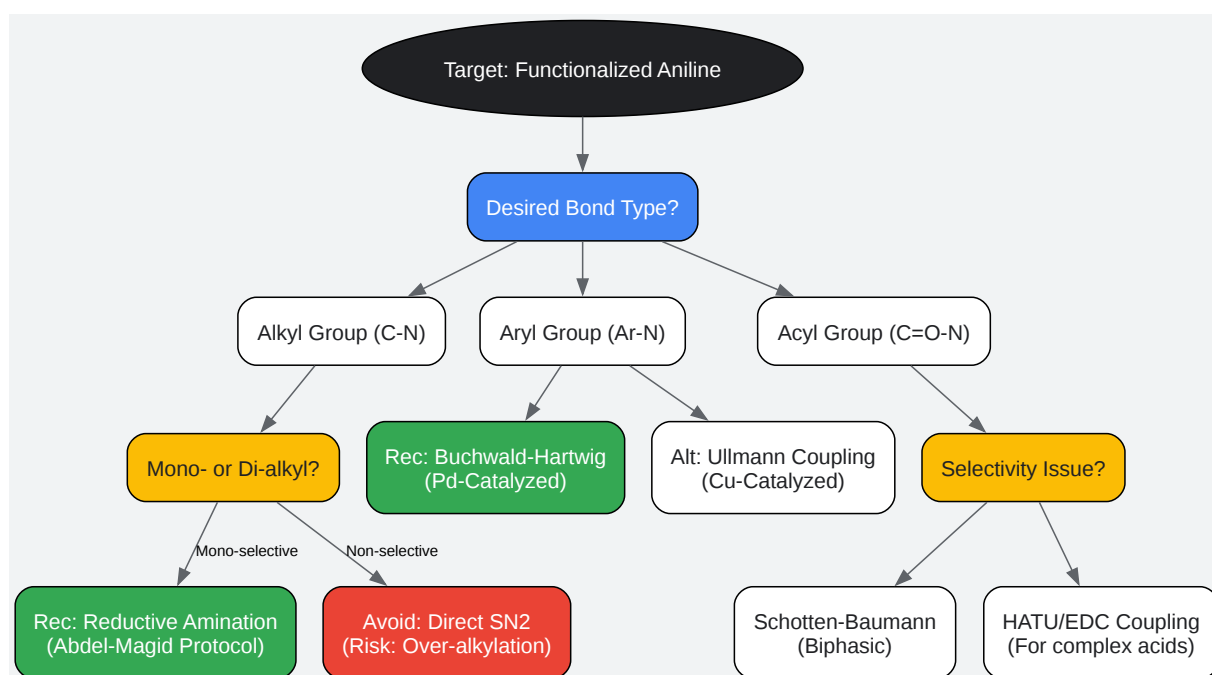 Target: Functionalized Aniline
Desired Bond Type?
Alkyl Group (C-N)
Aryl Group (Ar-N)
Acyl Group (C=O-N)
Mono- or Di-alkyl?
Rec: Buchwald-Hartwig
(Pd-Catalyzed)
Alt: Ullmann Coupling
(Cu-Catalyzed)
Selectivity Issue?
Mono-selective
Non-selective
Rec: Reductive Amination
(Abdel-Magid Protocol)
Avoid: Direct SN2
(Risk: Over-alkylation)
Schotten-Baumann
(Biphasic)
HATU/EDC Coupling
(For complex acids)